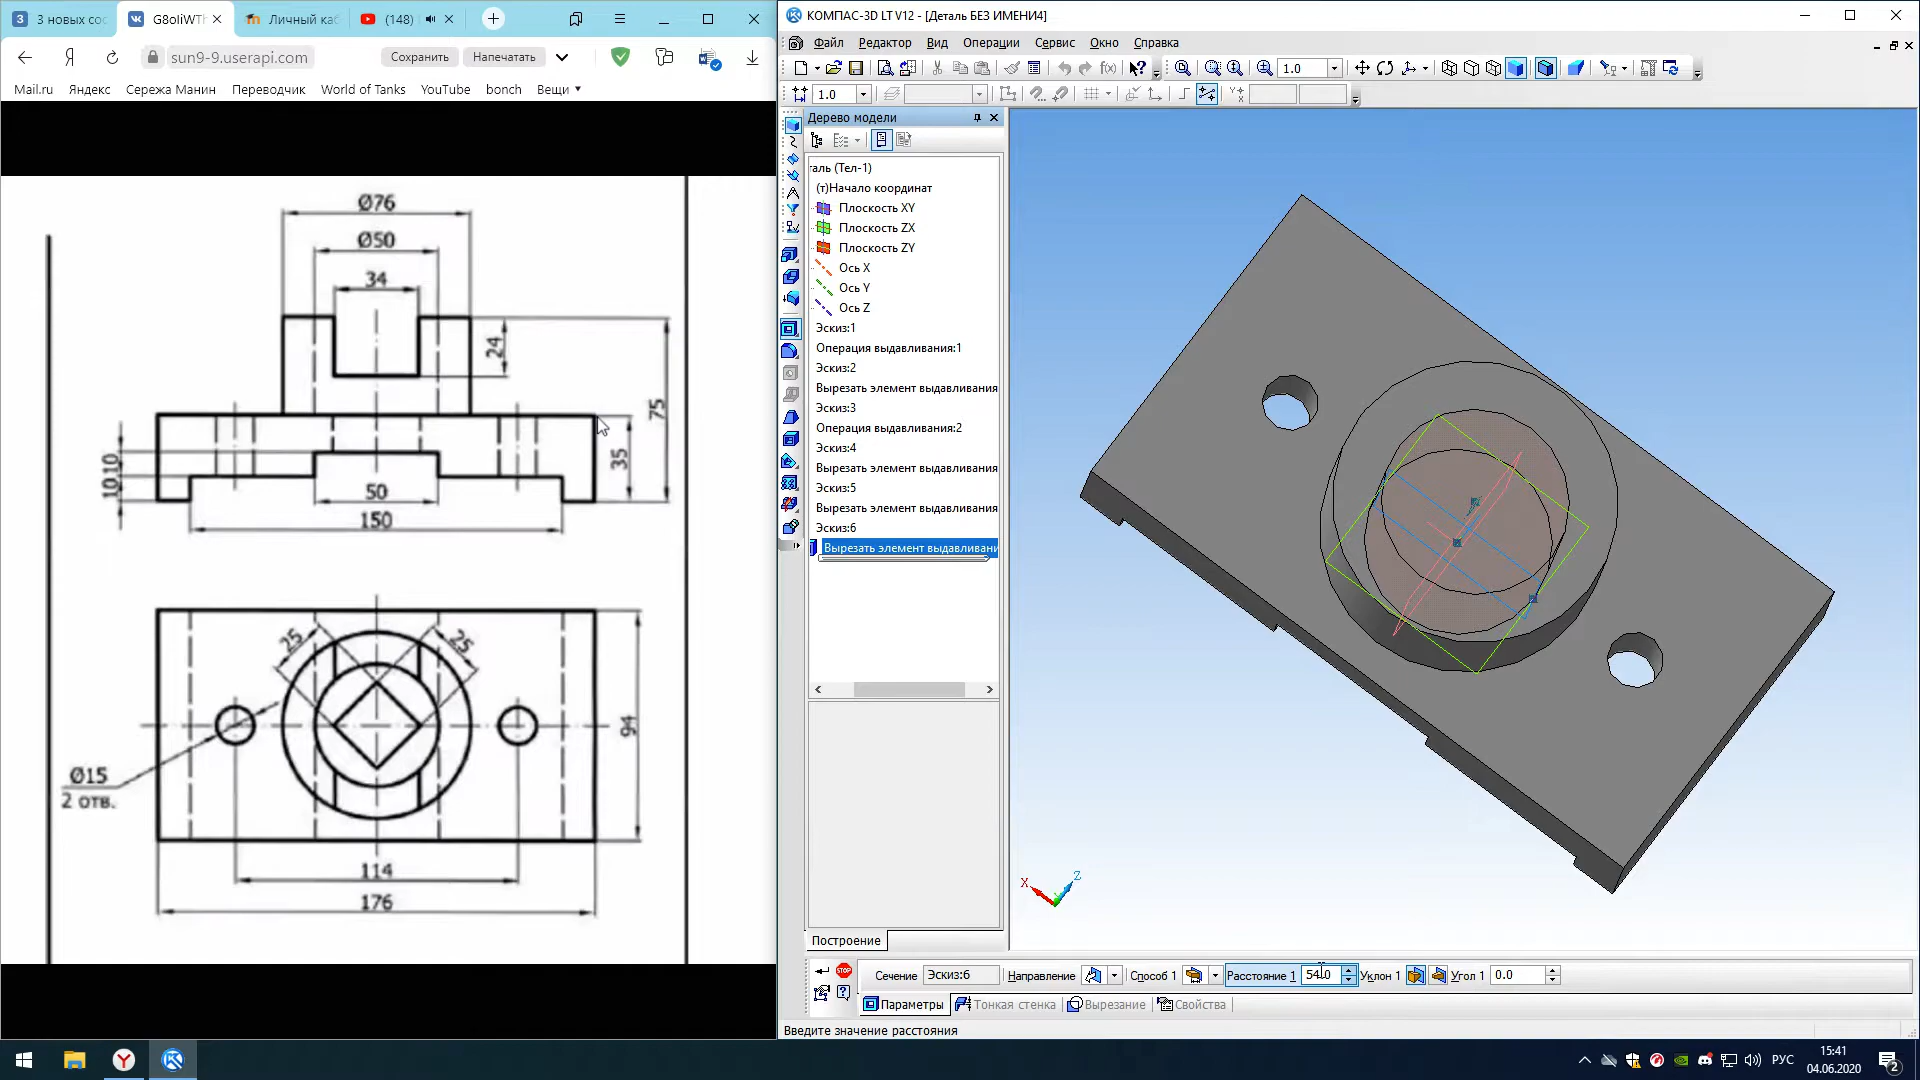 3 новых сос
G8oliWTh
Личный каб
(148)
sun9-9.userapi.com
Сохранить
Напечатать
Mail.ru
Яндекс
Сережа Манин
Переводчик
World of Tanks
YouTube
bonch
Вещи
Ø76
Ø50
34
24
75
35
10
10
50
150
25
25
94
Ø15
2 отв.
114
176
КОМПАС-3D LT V12 - [Деталь БЕЗ ИМЕНИ4]
Файл
Редактор
Вид
Операции
Сервис
Окно
Справка
1.0
1.0
Дерево модели
таль (Тел-1)
(т)Начало координат
Плоскость XY
Плоскость ZX
Плоскость ZY
Ось X
Ось Y
Ось Z
Эскиз:1
Операция выдавливания:1
Эскиз:2
Вырезать элемент выдавливания
Эскиз:3
Операция выдавливания:2
Эскиз:4
Вырезать элемент выдавливания
Эскиз:5
Вырезать элемент выдавливания
Эскиз:6
Вырезать элемент выдавливани
Построение
X
Z
STOP
Сечение
Эскиз:6
Направление
Способ 1
Расстояние 1
54.0
Уклон 1
Угол 1
0.0
Параметры
Тонкая стенка
Вырезание
Свойства
Введите значение расстояния
РУС
15:41
04.06.2020
2